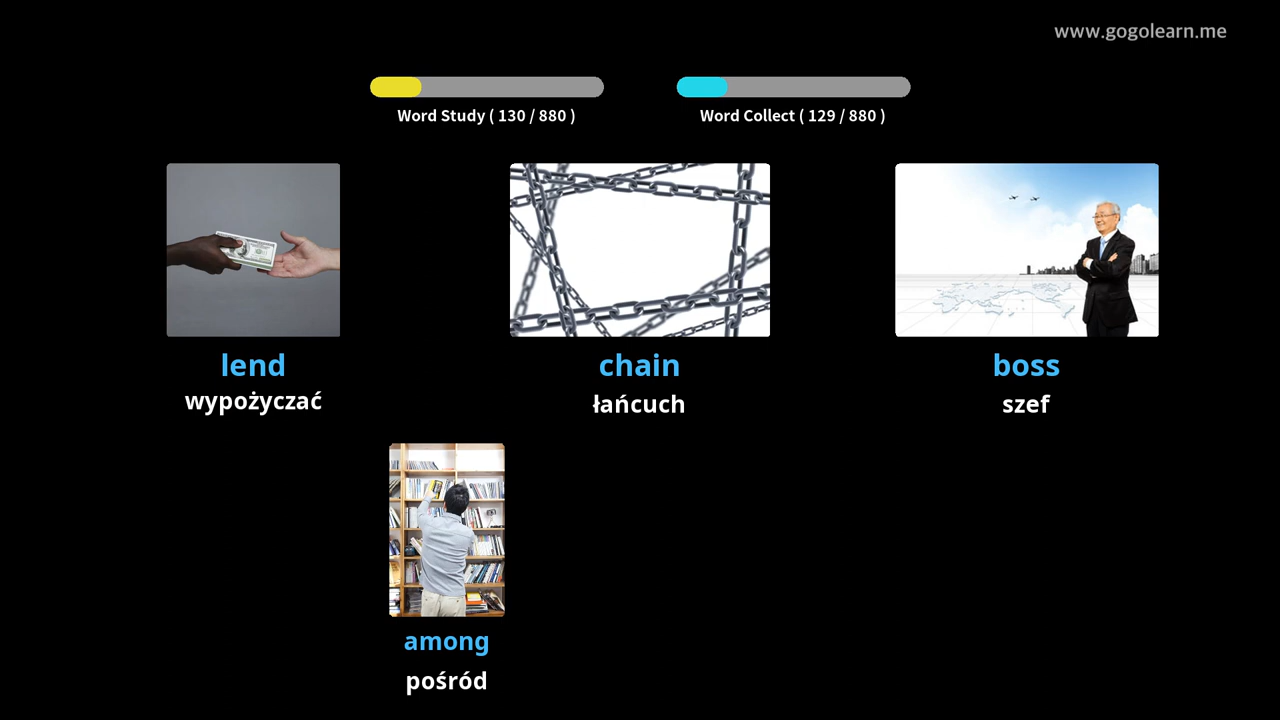 www.gogolearn.me
Word Study ( 130 / 880 )
Word Collect ( 129 / 880 )
lend
wypożyczać
chain
łańcuch
boss
szef
among
pośród